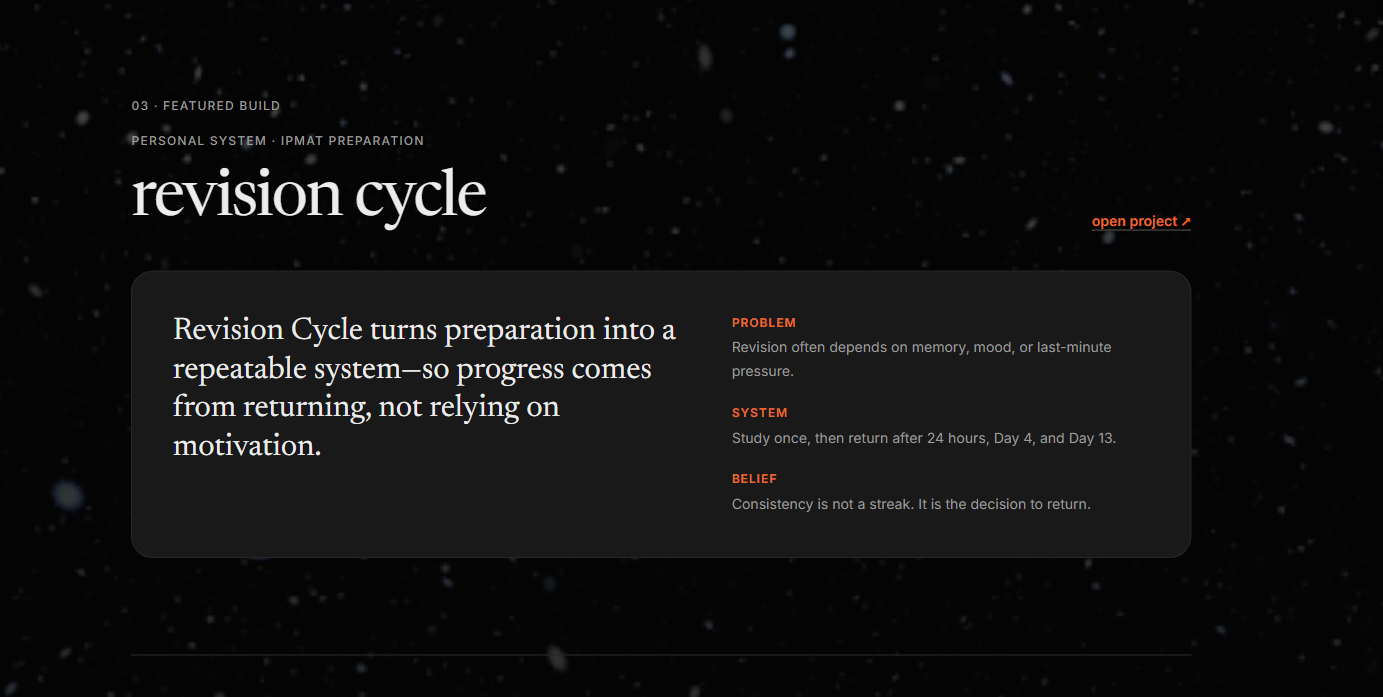 03 · FEATURED BUILD
PERSONAL SYSTEM · IPMAT PREPARATION
revision cycle
open project ↗
Revision Cycle turns preparation into a
repeatable system—so progress comes
from returning, not relying on
motivation.
PROBLEM
Revision often depends on memory, mood, or last-minute
pressure.
SYSTEM
Study once, then return after 24 hours, Day 4, and Day 13.
BELIEF
Consistency is not a streak. It is the decision to return.